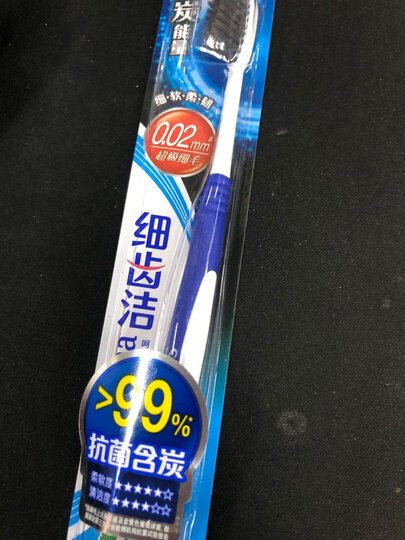 炭能量
细·软·柔·韧
0.02mm
超极细毛
细齿洁
>99%*
抗菌含炭
柔软度★★★★★☆
清洁度★★★★☆☆